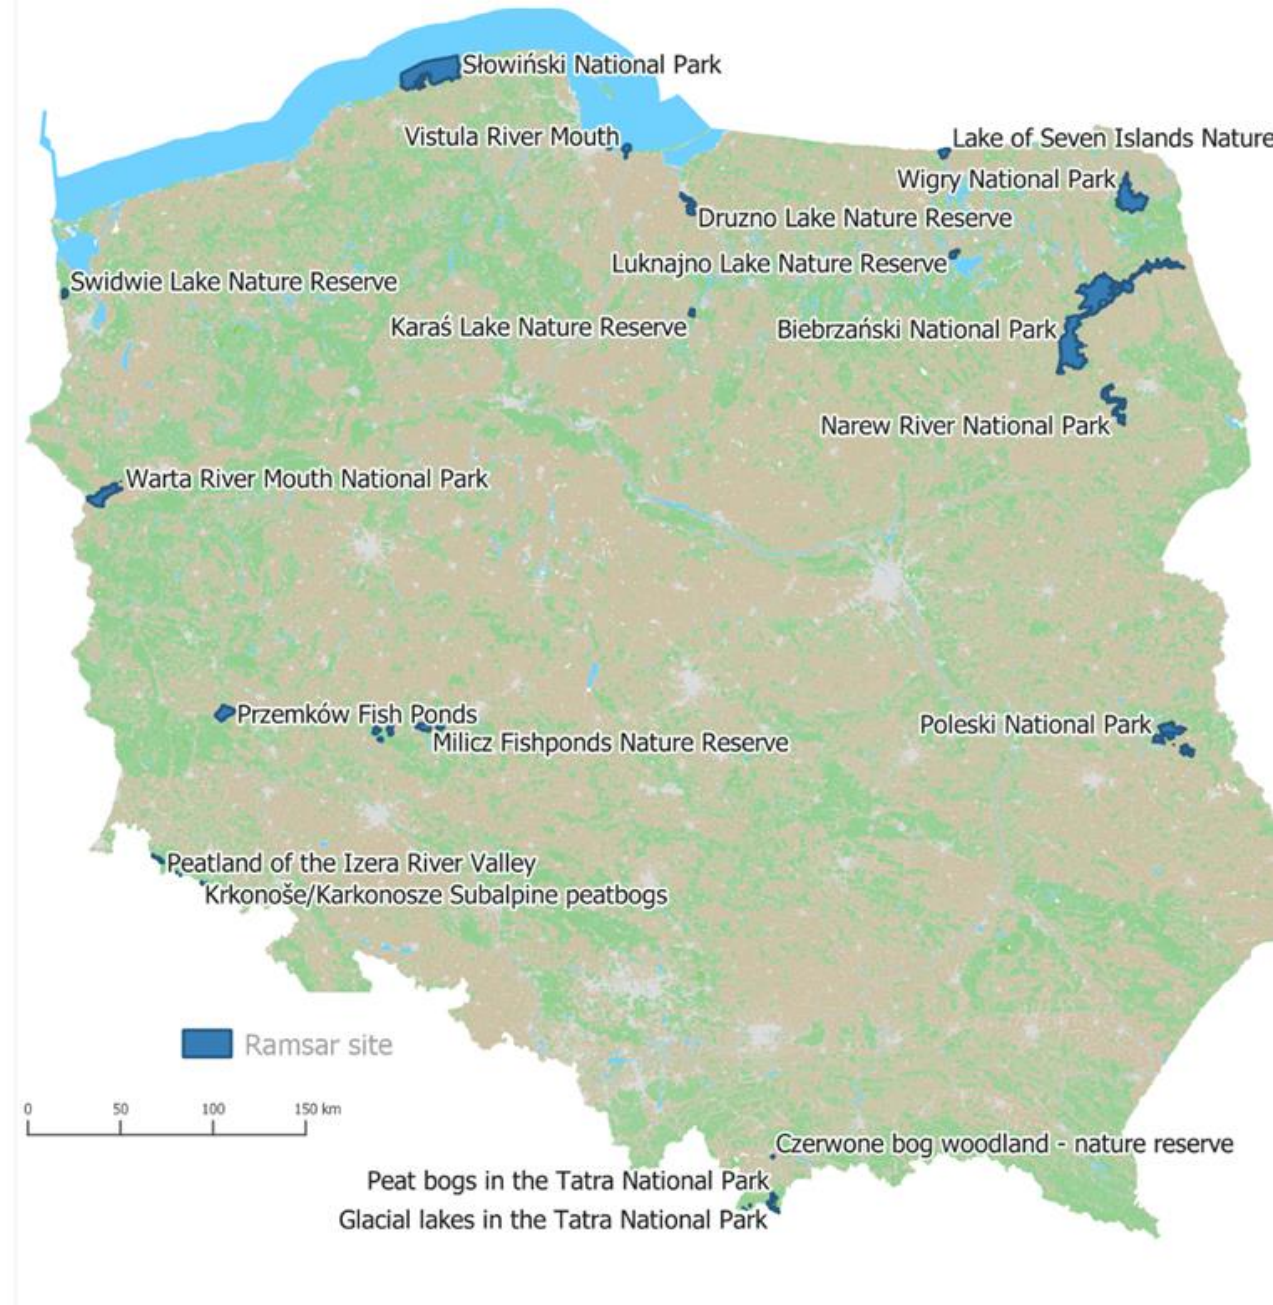 Słowiński National Park
Vistula River Mouth
Lake of Seven Islands Nature
Wigry National Park
Druzno Lake Nature Reserve
Luknajno Lake Nature Reserve
Swidwie Lake Nature Reserve
Karaś Lake Nature Reserve
Biebrzański National Park
Narew River National Park
Warta River Mouth National Park
Przemków Fish Ponds
Milicz Fishponds Nature Reserve
Poleski National Park
Peatland of the Izera River Valley
Krkonoše/Karkonosze Subalpine peatbogs
Ramsar site
0 50 100 150 km
Czerwone bog woodland - nature reserve
Peat bogs in the Tatra National Park
Glacial lakes in the Tatra National Park